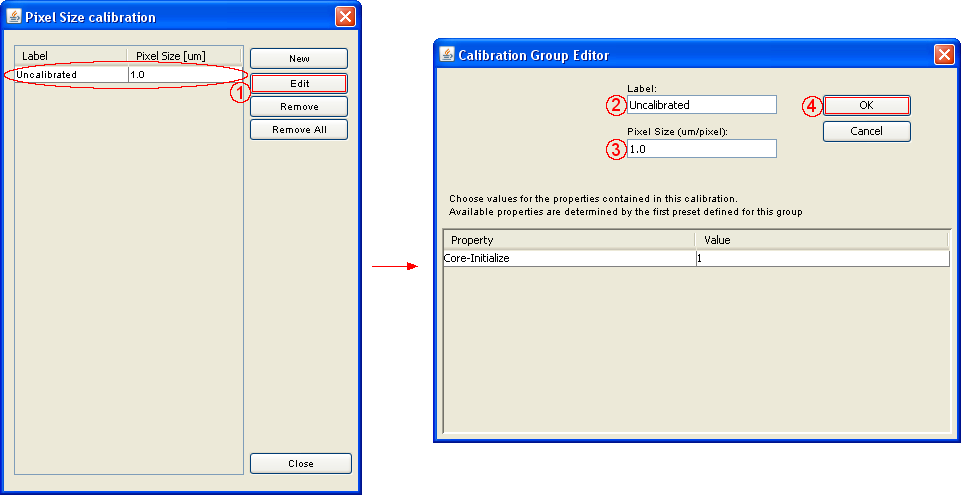 Pixel Size calibration
Label Pixel Size [um]
Uncalibrated 1.0
New
1 Edit
Remove
Remove All
Close
Calibration Group Editor
Label:
2 Uncalibrated
4 OK
Pixel Size (um/pixel):
Cancel
3 1.0
Choose values for the properties contained in this calibration.
Available properties are determined by the first preset defined for this group
Property Value
Core-Initialize 1